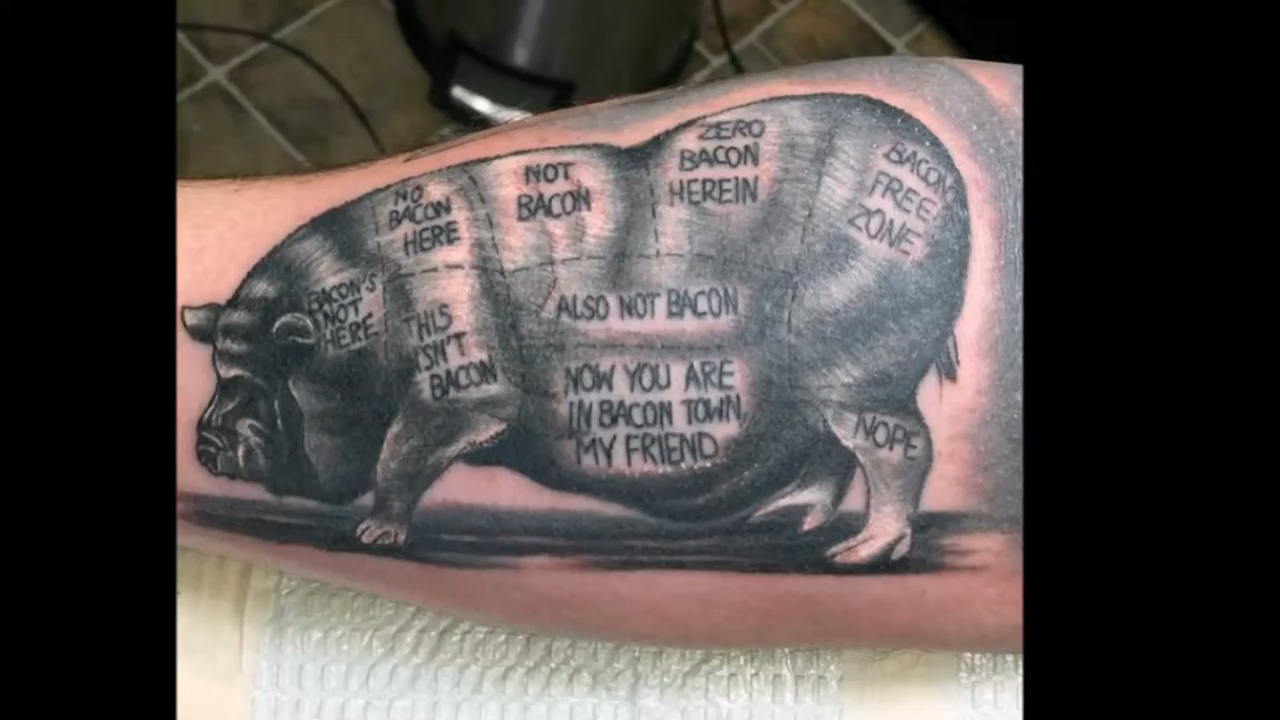 ZERO
BACON
HEREIN
BACON
FREE
ZONE
NOT
BACON
NO
BACON
HERE
BACON'S
NOT
HERE
THIS
ISN'T
BACON
ALSO NOT BACON
NOW YOU ARE
IN BACON TOWN,
MY FRIEND
NOPE